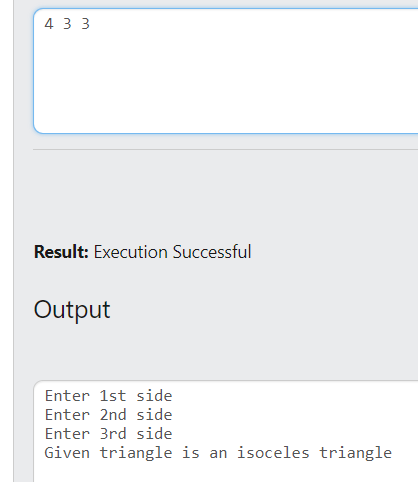 4 3 3
Result: Execution Successful
Output
Enter 1st side
Enter 2nd side
Enter 3rd side
Given triangle is an isoceles triangle